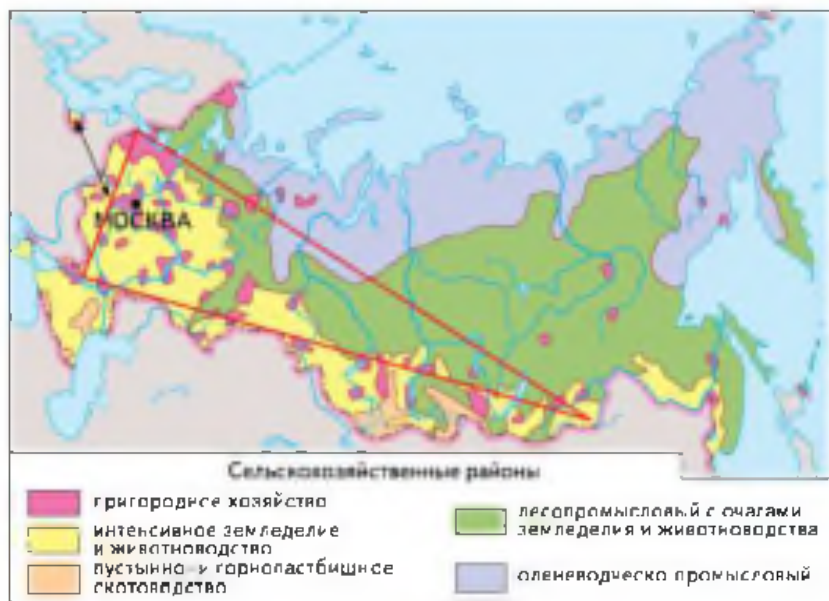 МОСКВА
Сельскохозяйственные районы
пригородное хозяйство
интенсивное земледелие
и животноводство
пустынно- и горнопастбищное
скотоводство
лесопромысловый с очагами
земледелия и животноводства
оленеводческо промысловый